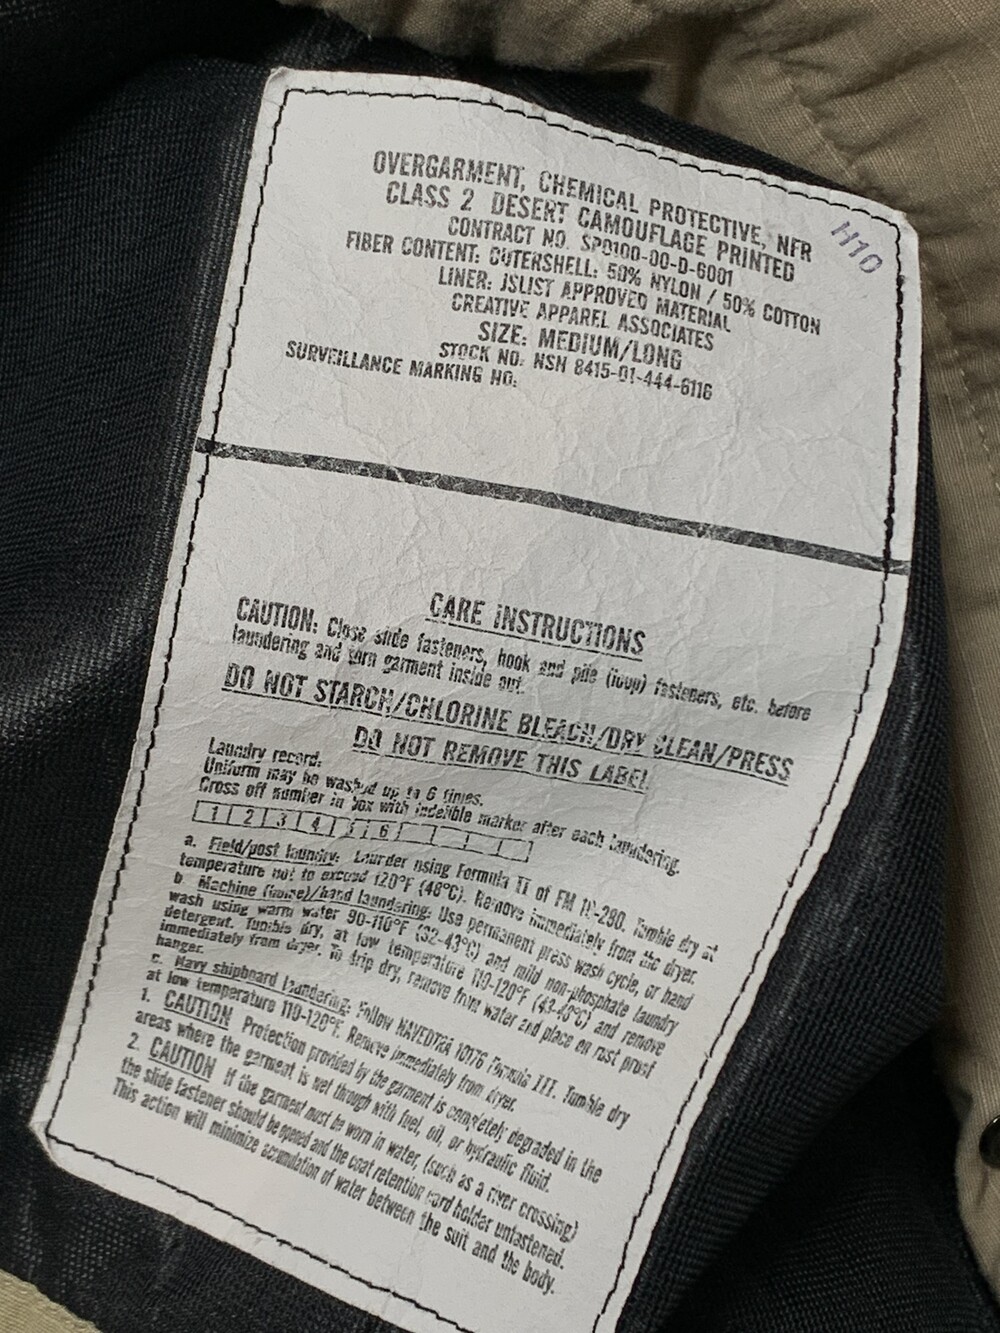 OVERGARMENT, CHEMICAL PROTECTIVE, NFR
CLASS 2 DESERT CAMOUFLAGE PRINTED
CONTRACT NO. SP0100-00-D-6001
FIBER CONTENT: OUTERSHELL: 50% NYLON / 50% COTTON
LINER: JSLIST APPROVED MATERIAL
CREATIVE APPAREL ASSOCIATES
SIZE: MEDIUM/LONG
STOCK NO: NSN 8415-01-444-6116
SURVEILLANCE MARKING NO:
H10
CARE INSTRUCTIONS
CAUTION: Close slide fasteners, hook and pile (loop) fasteners, etc. before
laundering and turn garment inside out.
DO NOT STARCH/CHLORINE BLEACH/DRY CLEAN/PRESS
DO NOT REMOVE THIS LABEL
Laundry record.
Uniform may be washed up to 6 times.
Cross off number in box with indelible marker after each laundering.
1 2 3 4 6
a. Field/post laundry: Launder using Formula II of FM 10-280. Tumble dry at
temperature not to exceed 120°F (48°C). Remove immediately from the dryer.
b. Machine (home)/hand laundering: Use permanent press wash cycle, or hand
wash using warm water 90-110°F (32-43°C) and mild non-phosphate laundry
detergent. Tumble dry, at low temperature 110-120°F (43-48°C) and remove
immediately from dryer. To drip dry, remove from water and place on rust proof
hanger.
c. Navy shipboard laundering: Follow NAVEDTRA 10176 Formula III. Tumble dry
at low temperature 110-120°F. Remove immediately from dryer.
1. CAUTION Protection provided by the garment is completely degraded in the
areas where the garment is wet through with fuel, oil, or hydraulic fluid.
2. CAUTION If the garment must be worn in water, (such as a river crossing)
the slide fastener should be opened and the coat retention cord holder unfastened.
This action will minimize accumulation of water between the suit and the body.